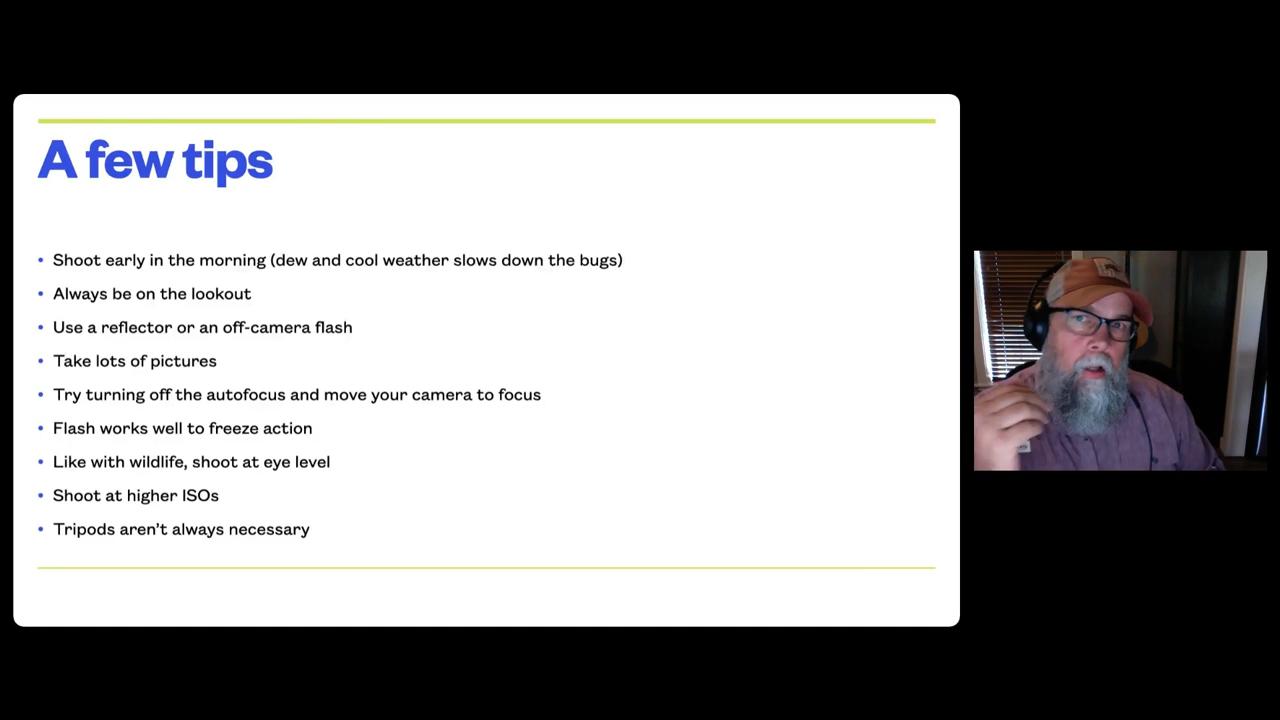 A few tips
• Shoot early in the morning (dew and cool weather slows down the bugs)
• Always be on the lookout
• Use a reflector or an off-camera flash
• Take lots of pictures
• Try turning off the autofocus and move your camera to focus
• Flash works well to freeze action
• Like with wildlife, shoot at eye level
• Shoot at higher ISOs
• Tripods aren’t always necessary